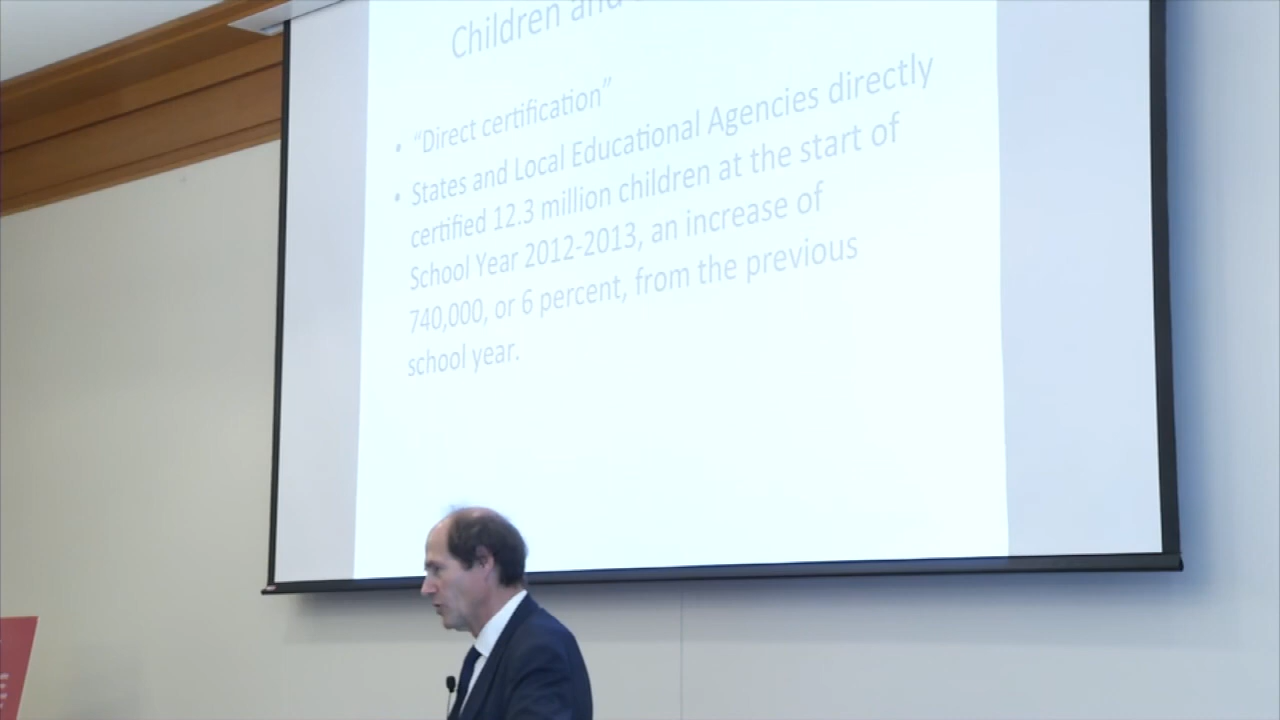 Children and
• “Direct certification”
• States and Local Educational Agencies directly
certified 12.3 million children at the start of
School Year 2012-2013, an increase of
740,000, or 6 percent, from the previous
school year.